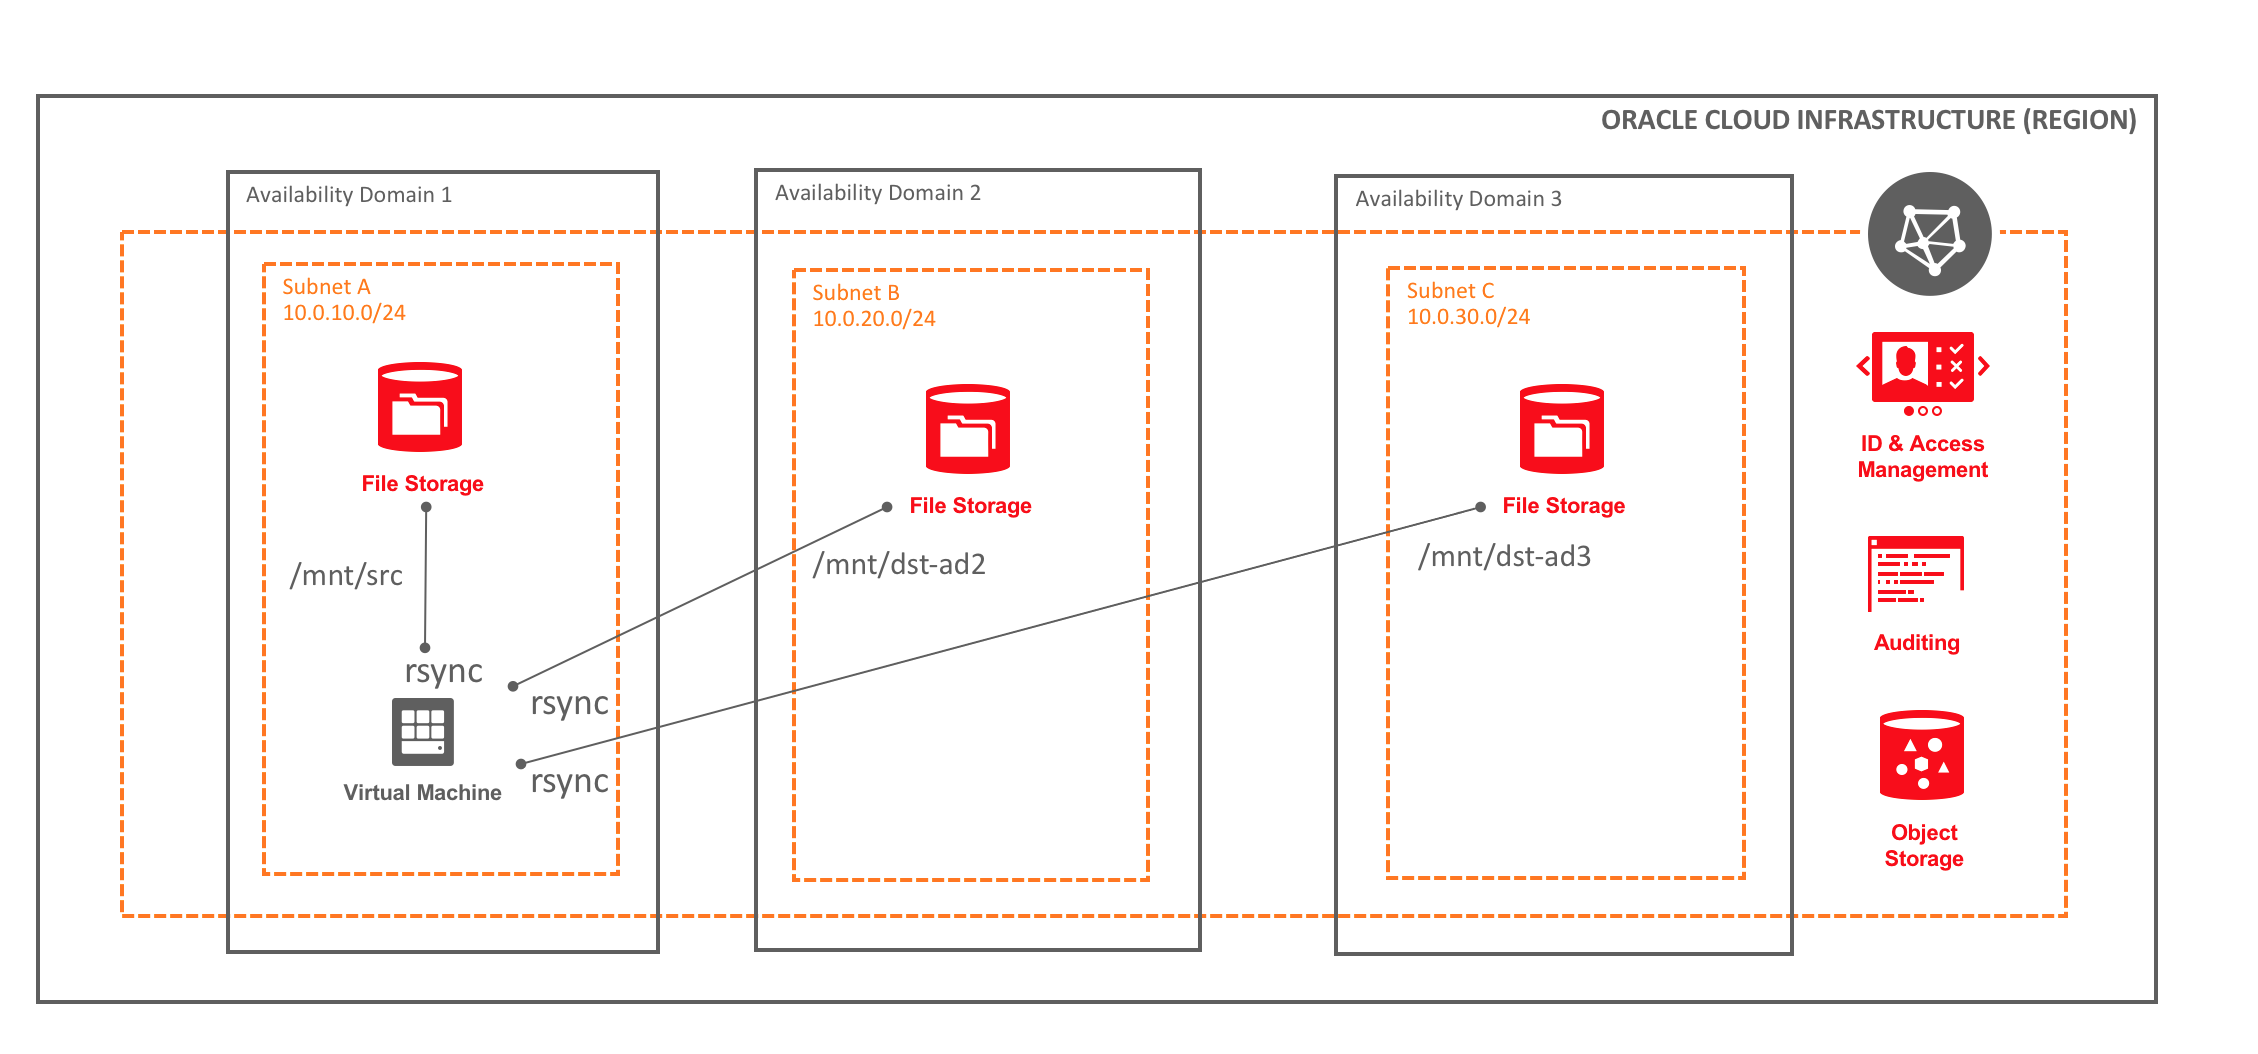 ORACLE CLOUD INFRASTRUCTURE (REGION)
Availability Domain 1
Subnet A
10.0.10.0/24
File Storage
/mnt/src
rsync
rsync
rsync
Virtual Machine
Availability Domain 2
Subnet B
10.0.20.0/24
File Storage
/mnt/dst-ad2
Availability Domain 3
Subnet C
10.0.30.0/24
File Storage
/mnt/dst-ad3
ID & Access
Management
Auditing
Object
Storage